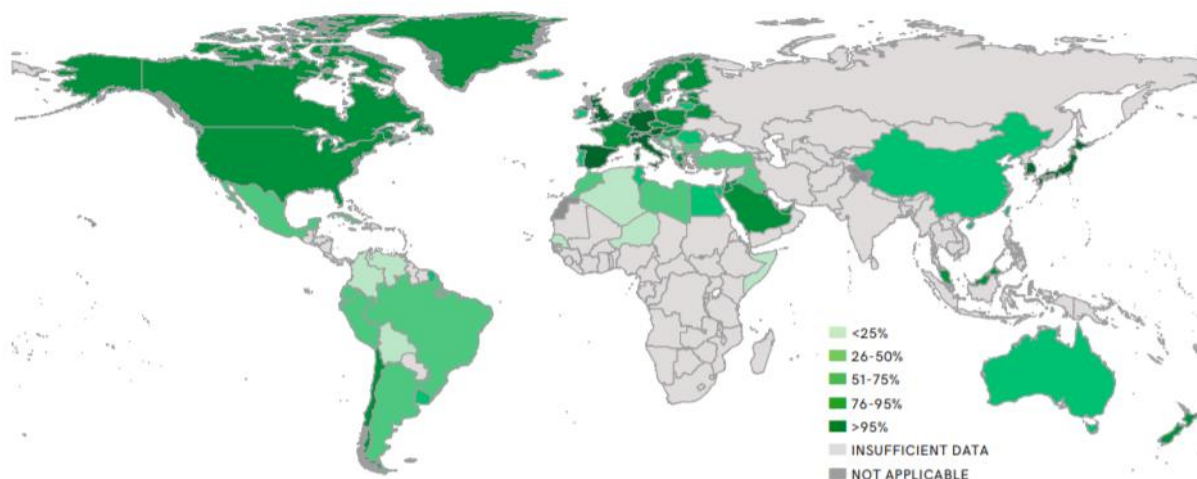 <25%
26-50%
51-75%
76-95%
>95%
INSUFFICIENT DATA
NOT APPLICABLE